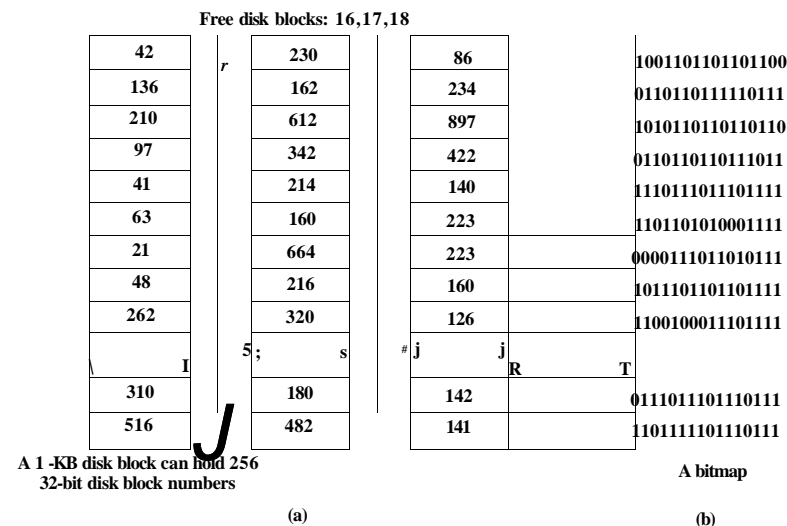 Free disk blocks: 16,17,18
42 230 86 1001101101101100
r
136 162 234 0110110111110111
210 612 897 1010110110110110
97 342 422 0110110110111011
41 214 140 1110111011101111
63 160 223 1101101010001111
21 664 223 0000111011010111
48 216 160 1011101101101111
262 320 126 1100100011101111
5 ; s # j j
\ I R T
310 180 142 0111011101110111
516 482 141 1101111101110111
J
A 1 -KB disk block can hold 256
32-bit disk block numbers
A bitmap
(a) (b)